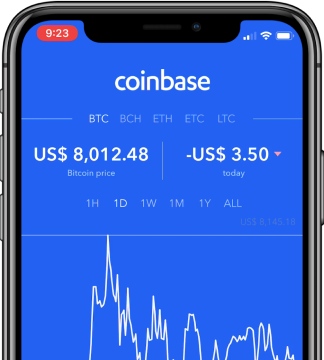 9:23
coinbase
BTC BCH ETH ETC LTC
US$ 8,012.48 -US$ 3.50
Bitcoin price today
1H 1D 1W 1M 1Y ALL
US$ 8,145.18